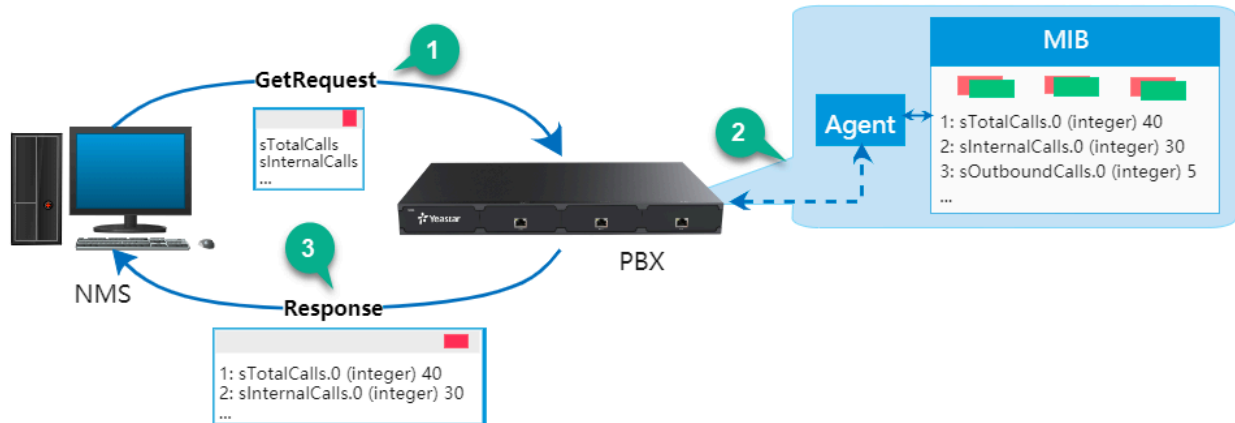 1
GetRequest
sTotalCalls
sInternalCalls
...
NMS
Yeastar
PBX
2
Agent
MIB
1: sTotalCalls.0 (integer) 40
2: sInternalCalls.0 (integer) 30
3: sOutboundCalls.0 (integer) 5
...
3
Response
1: sTotalCalls.0 (integer) 40
2: sInternalCalls.0 (integer) 30
...